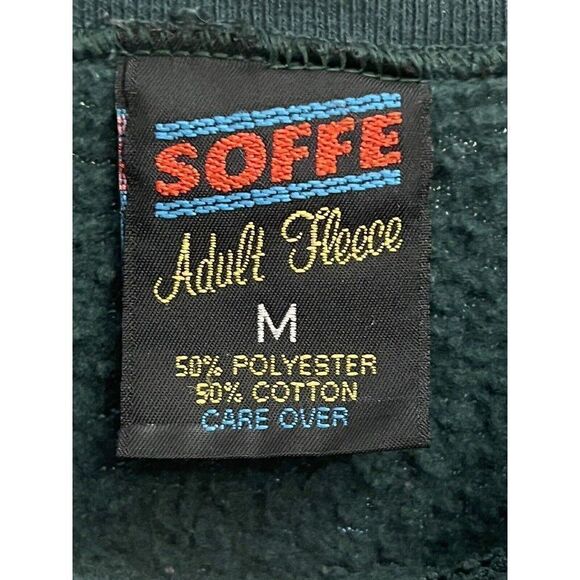 SOFFE
Adult Fleece
M
50% POLYESTER
50% COTTON
CARE OVER